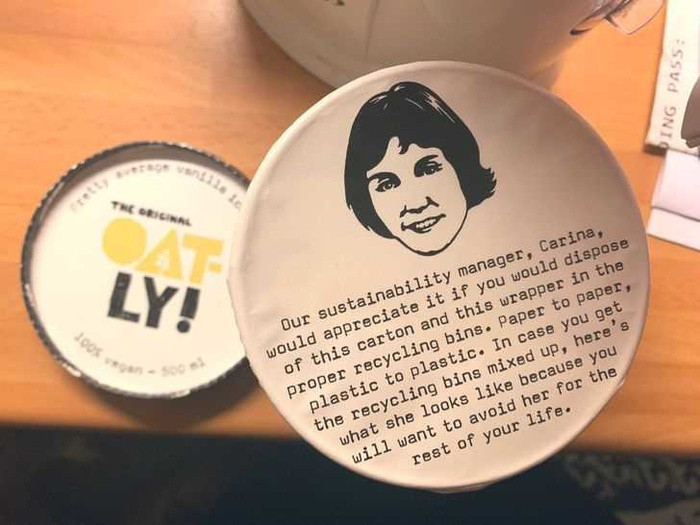 Pretty average vanilla
THE ORIGINAL
OAT-
LY!
100% vegan – 500 ml
Our sustainability manager, Carina,
would appreciate it if you would dispose
of this carton and this wrapper in the
proper recycling bins. Paper to paper,
plastic to plastic. In case you get
the recycling bins mixed up, here's
what she looks like because you
will want to avoid her for the
rest of your life.
PASS: